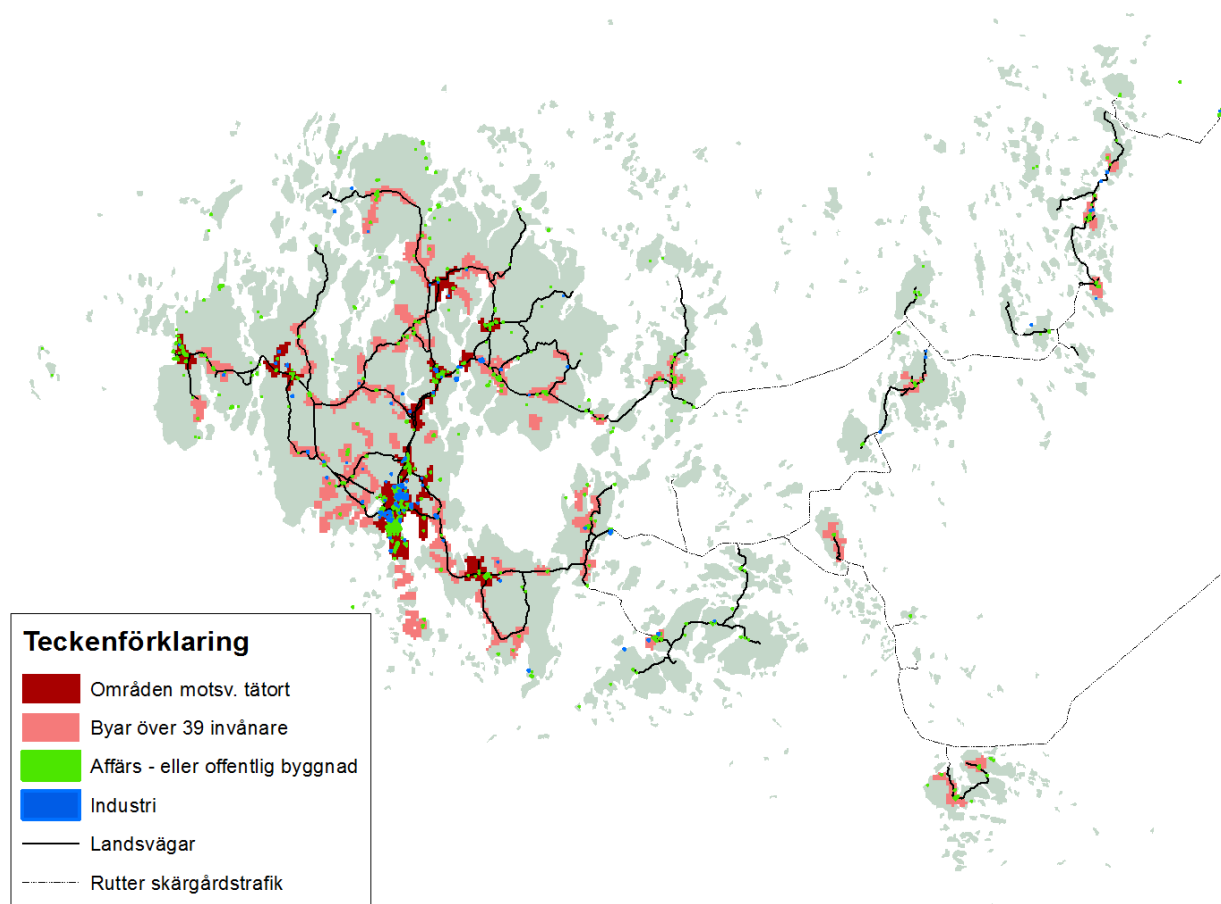 Teckenförklaring
Områden motsv. tätort
Byar över 39 invånare
Affärs - eller offentlig byggnad
Industri
Landsvägar
Rutter skärgårdstrafik